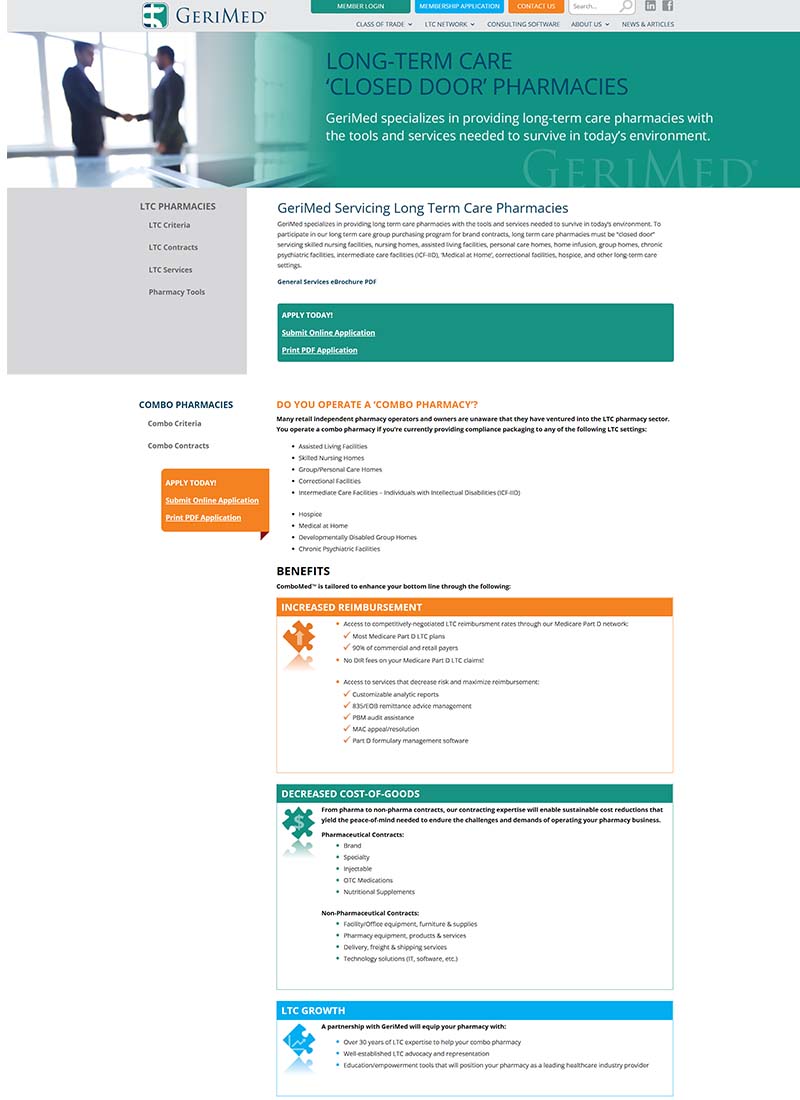 GERIMED®
MEMBER LOGIN
MEMBERSHIP APPLICATION
CONTACT US
Search...
CLASS OF TRADE
LTC NETWORK
CONSULTING SOFTWARE
ABOUT US
NEWS & ARTICLES
LONG-TERM CARE
‘CLOSED DOOR’ PHARMACIES
GeriMed specializes in providing long-term care pharmacies with
the tools and services needed to survive in today’s environment.
GERIMED®
LTC PHARMACIES
LTC Criteria
LTC Contracts
LTC Services
Pharmacy Tools
GeriMed Servicing Long Term Care Pharmacies
GeriMed specializes in providing long-term care pharmacies with the tools and services needed to survive in today’s environment. To
participate in our long term care group purchasing program for brand contracts, long term care pharmacies must be “closed door”
servicing skilled nursing facilities, nursing homes, assisted living facilities, personal care homes, home infusion, group homes, chronic
psychiatric facilities, intermediate care facilities (ICF-IID), ‘Medical at Home’, correctional facilities, hospice, and other long-term care
settings.
General Services eBrochure PDF
APPLY TODAY!
Submit Online Application
Print PDF Application
COMBO PHARMACIES
Combo Criteria
Combo Contracts
APPLY TODAY!
Submit Online Application
Print PDF Application
DO YOU OPERATE A ‘COMBO PHARMACY’?
Many retail independent pharmacy operators and owners are unaware that they have ventured into the LTC pharmacy sector.
You operate a combo pharmacy if you’re currently providing compliance packaging to any of the following LTC settings:
• Assisted Living Facilities
• Skilled Nursing Homes
• Group/Personal Care Homes
• Correctional Facilities
• Intermediate Care Facilities – Individuals with Intellectual Disabilities (ICF-IID)
• Hospice
• Medical at Home
• Developmentally Disabled Group Homes
• Chronic Psychiatric Facilities
BENEFITS
ComboMed™ is tailored to enhance your bottom line through the following:
INCREASED REIMBURSEMENT
• Access to competitively-negotiated LTC reimbursment rates through our Medicare Part D network:
✓ Most Medicare Part D LTC plans
✓ 90% of commercial and retail payers
• No DIR fees on your Medicare Part D LTC claims!
• Access to services that decrease risk and maximize reimbursement:
✓ Customizable analytic reports
✓ 835/EOB remittance advice management
✓ PBM audit assistance
✓ MAC appeal/resolution
✓ Part D formulary management software
DECREASED COST-OF-GOODS
$
From pharma to non-pharma contracts, our contracting expertise will enable sustainable cost reductions that
yield the peace-of-mind needed to endure the challenges and demands of operating your pharmacy business.
Pharmaceutical Contracts:
• Brand
• Specialty
• Injectable
• OTC Medications
• Nutritional Supplements
Non-Pharmaceutical Contracts:
• Facility/Office equipment, furniture & supplies
• Pharmacy equipment, products & services
• Delivery, freight & shipping services
• Technology solutions (IT, software, etc.)
LTC GROWTH
A partnership with GeriMed will equip your pharmacy with:
• Over 30 years of LTC expertise to help your combo pharmacy
• Well-established LTC advocacy and representation
• Education/empowerment tools that will position your pharmacy as a leading healthcare industry provider